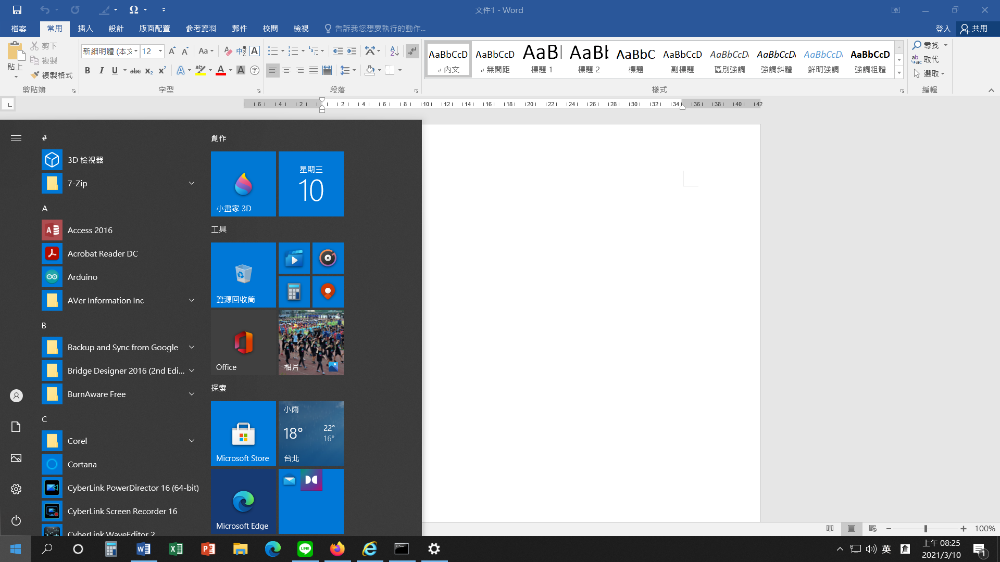 文件1 - Word
檔案 常用 插入 設計 版面配置 參考資料 郵件 校閱 檢視 告訴我您想要執行的動作... 登入 共用
貼上
剪下
複製
複製格式
剪貼簿
新細明體 (本文 12
字型
段落
AaBbCcD AaBbCcD AaBl AaBb AaBbC AaBbCcD AaBbCcDı AaBbCcDı AaBbCcDı AaBbCcD
內文 無間距 標題 1 標題 2 標題 副標題 區別強調 強調斜體 鮮明強調 強調粗體
樣式
尋找
取代
選取
編輯
6 4 2 2 4 6 8 10 12 14 16 18 20 22 24 26 28 30 32 34 36 38 40 42
#
3D 檢視器
7-Zip
A
Access 2016
Acrobat Reader DC
Arduino
AVer Information Inc
B
Backup and Sync from Google
Bridge Designer 2016 (2nd Edi...
BurnAware Free
C
Corel
Cortana
CyberLink PowerDirector 16 (64-bit)
CyberLink Screen Recorder 16
CyberLink WaveEditor 2
創作
小畫家 3D
星期三
10
工具
資源回收筒
Office
相片
探索
Microsoft Store
小雨
18°
22°
16°
台北
Microsoft Edge
100%
英
倉
上午 08:25
2021/3/10
1